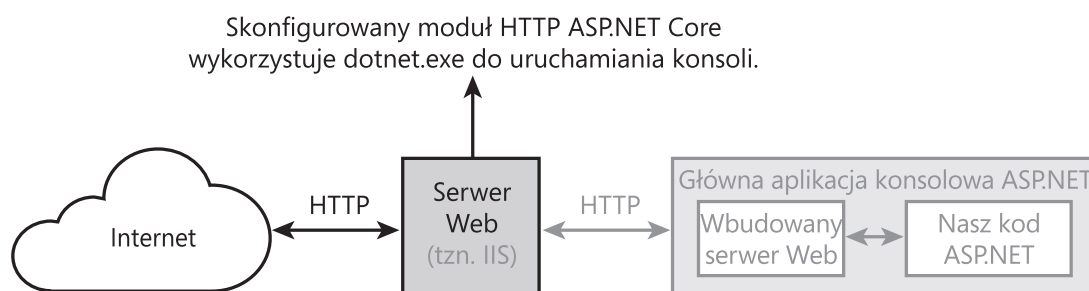 Skonfigurowany moduł HTTP ASP.NET Core
wykorzystuje dotnet.exe do uruchamiania konsoli.
Internet
HTTP
Serwer
Web
(tzn. IIS)
HTTP
Główna aplikacja konsolowa ASP.NET
Wbudowany
serwer Web
Nasz kod
ASP.NET